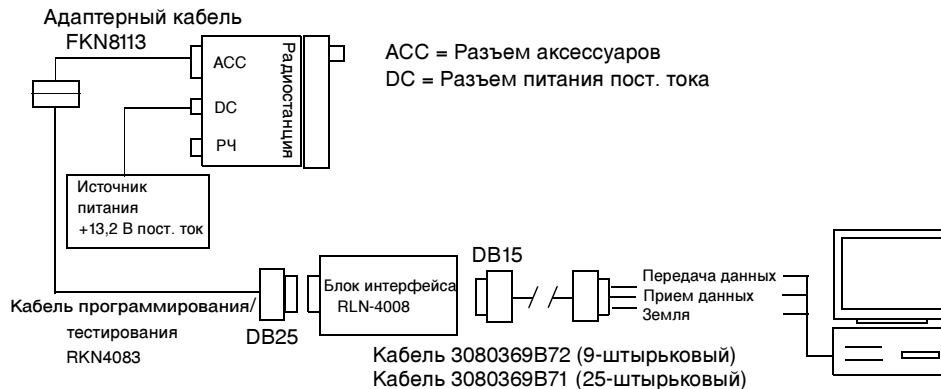 Адаптерный кабель
FKN8113
ACC
DC
РЧ
Радиостанция
ACC = Разъем аксессуаров
DC = Разъем питания пост. тока
Источник
питания
+13,2 В пост. ток
DB15
Блок интерфейса
RLN-4008
Передача данных
Прием данных
Земля
Кабель программирования/
тестирования
RKN4083
DB25
Кабель 3080369B72 (9-штырьковый)
Кабель 3080369B71 (25-штырьковый)